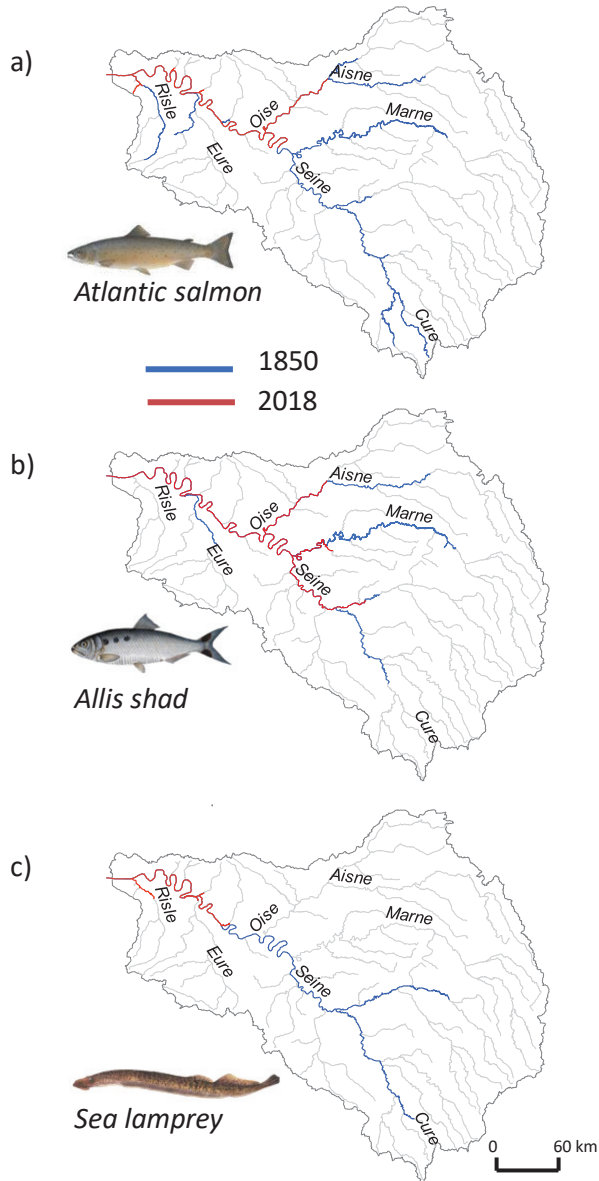 a)
Aisne
Risle
Oise
Marne
Eure
Seine
Cure
Atlantic salmon
1850
2018
b)
Aisne
Risle
Oise
Marne
Eure
Seine
Cure
Allis shad
c)
Aisne
Risle
Oise
Marne
Eure
Seine
Cure
Sea lamprey
0 60 km